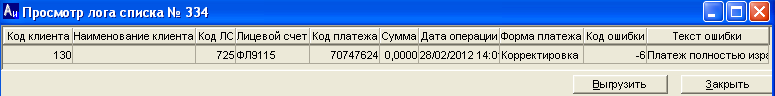 Просмотр лога списка № 334
Код клиента Наименование клиента Код ЛС Лицевой счет Код платежа Сумма Дата операции Форма платежа Код ошибки Текст ошибки
130 725 ФЛ9115 70747624 0,0000 28/02/2012 14:0 Корректировка -6 Платеж полностью изра
Выгрузить Закрыть